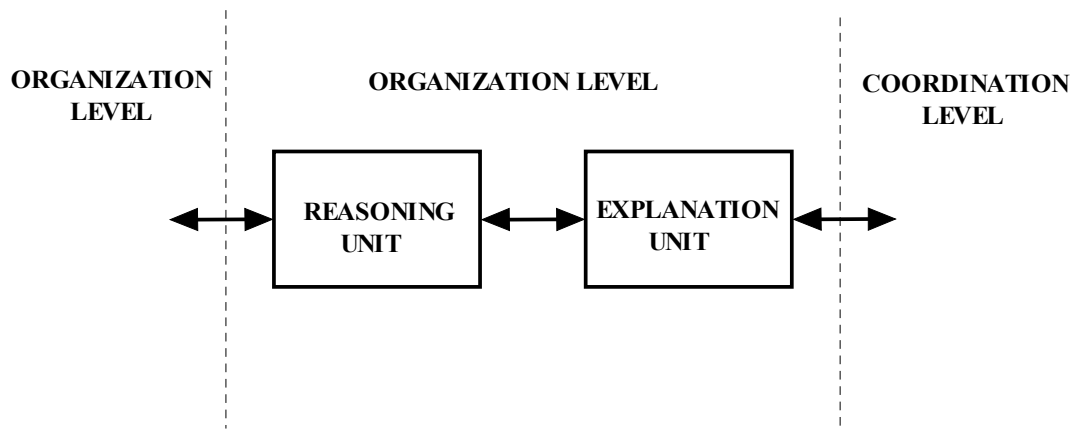 ORGANIZATION
LEVEL
ORGANIZATION LEVEL
COORDINATION
LEVEL
REASONING
UNIT
EXPLANATION
UNIT